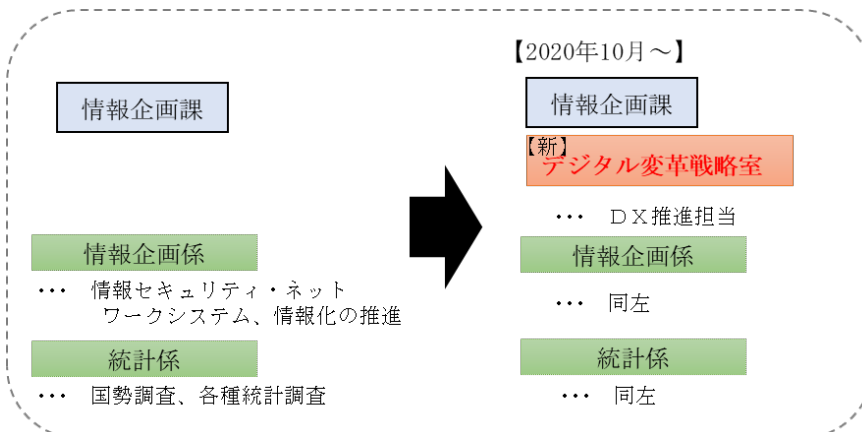 情報企画課
情報企画係
… 情報セキュリティ・ネット
ワークシステム、情報化の推進
統計係
… 国勢調査、各種統計調査
【2020年10月～】
情報企画課
【新】
デジタル変革戦略室
… ＤＸ推進担当
情報企画係
… 同左
統計係
… 同左